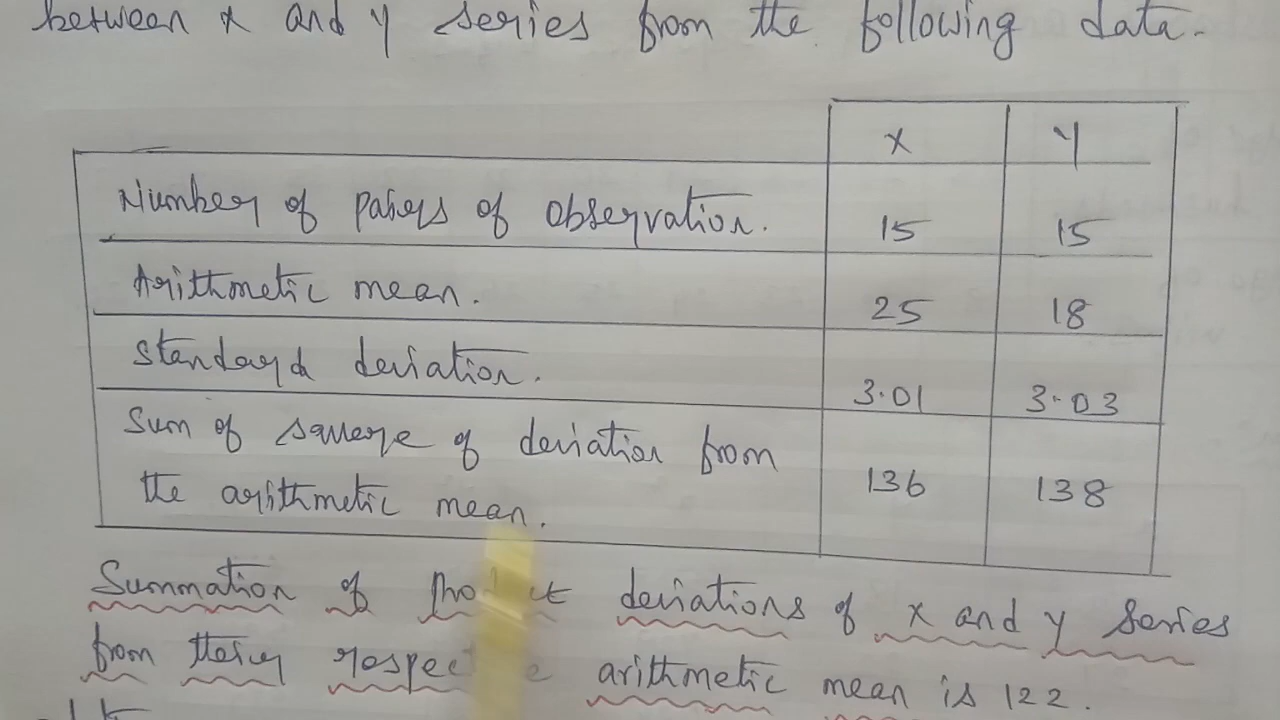 between x and y series from the following data.
x y
Number of pairs of observation. 15 15
Arithmetic mean. 25 18
Standard deviation. 3.01 3.03
Sum of square of deviation from
the arithmetic mean. 136 138
Summation of deviations of x and y series
from their arithmetic mean is 122.